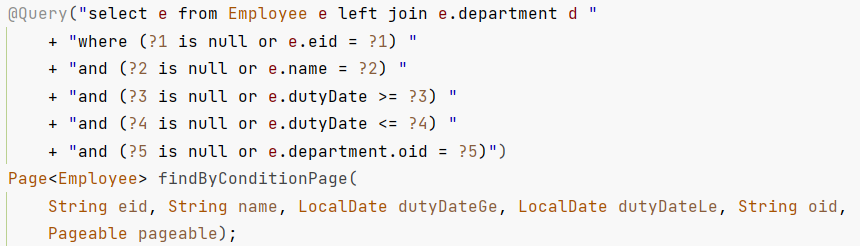 @Query("select e from Employee e left join e.department d "
    + "where (?1 is null or e.eid = ?1) "
    + "and (?2 is null or e.name = ?2) "
    + "and (?3 is null or e.dutyDate >= ?3) "
    + "and (?4 is null or e.dutyDate <= ?4) "
    + "and (?5 is null or e.department.oid = ?5)")
Page<Employee> findByConditionPage(
    String eid, String name, LocalDate dutyDateGe, LocalDate dutyDateLe, String oid,
    Pageable pageable);